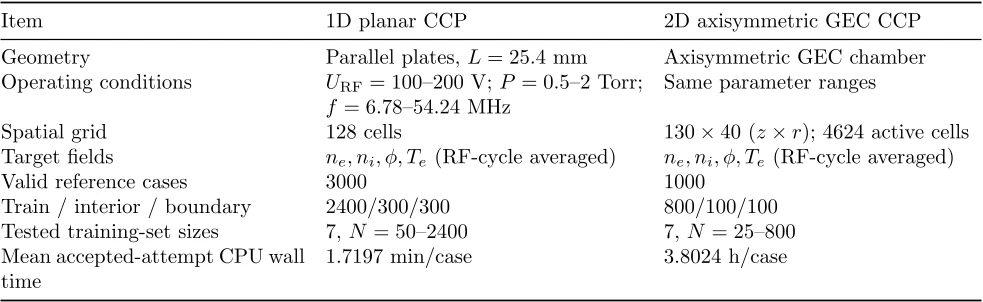 Item 1D planar CCP 2D axisymmetric GEC CCP
Geometry Parallel plates, L = 25.4 mm Axisymmetric GEC chamber
Operating conditions U_RF = 100–200 V; P = 0.5–2 Torr; Same parameter ranges
f = 6.78–54.24 MHz
Spatial grid 128 cells 130 × 40 (z × r); 4624 active cells
Target fields n_e, n_i, ϕ, T_e (RF-cycle averaged) n_e, n_i, ϕ, T_e (RF-cycle averaged)
Valid reference cases 3000 1000
Train / interior / boundary 2400/300/300 800/100/100
Tested training-set sizes 7, N = 50–2400 7, N = 25–800
Mean accepted-attempt CPU wall 1.7197 min/case 3.8024 h/case
time